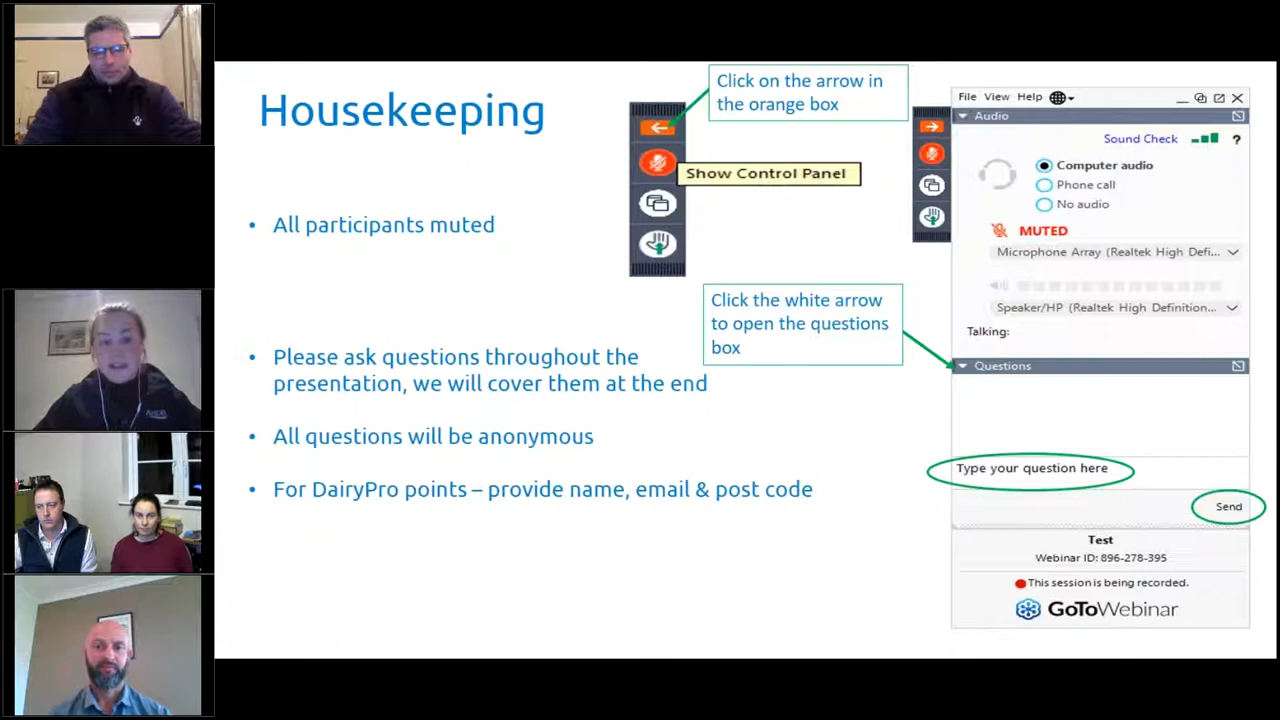 Housekeeping
• All participants muted
• Please ask questions throughout the
presentation, we will cover them at the end
• All questions will be anonymous
• For DairyPro points – provide name, email & post code
Click on the arrow in
the orange box
Show Control Panel
Click the white arrow
to open the questions
box
File View Help
Audio
Sound Check ?
Computer audio
Phone call
No audio
MUTED
Microphone Array (Realtek High Defi...
Speaker/HP (Realtek High Definition...
Talking:
Questions
Type your question here
Send
Test
Webinar ID: 896-278-395
This session is being recorded.
GoToWebinar
AHDB